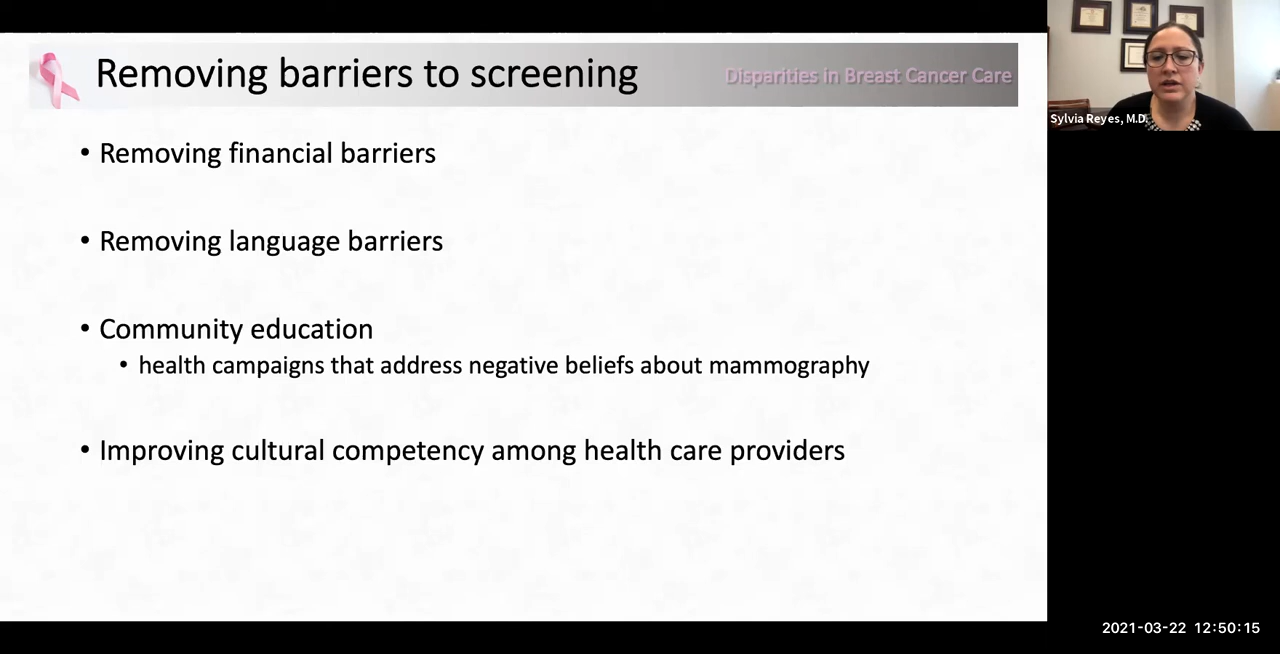 Removing barriers to screening
Disparities in Breast Cancer Care
• Removing financial barriers
• Removing language barriers
• Community education
• health campaigns that address negative beliefs about mammography
• Improving cultural competency among health care providers
Sylvia Reyes, M.D.
2021-03-22 12:50:15